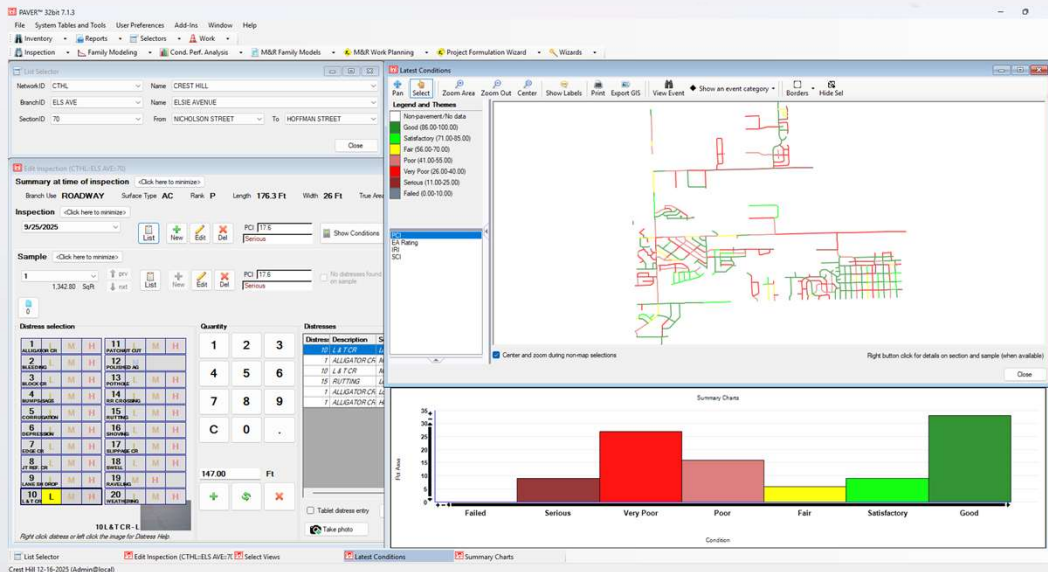 PAVER™ 32bit 7.1.3
File System Tables and Tools User Preferences Add-Ins Window Help
Inventory Reports Selectors Work
Inspection Family Modeling Cond. Perf. Analysis M&R Family Models M&R Work Planning Project Formulation Wizard Wizards
List Selector
NetworkID CTHL Name CREST HILL
BranchID ELS AVE Name ELSIE AVENUE
SectionID 70 From NICHOLSON STREET To HOFFMAN STREET
Close
Edit Inspection (CTHL::ELS AVE::70)
Summary at time of inspection <Click here to minimize>
Branch Use ROADWAY Surface Type AC Rank P Length 176.3 Ft Width 26 Ft True Area
Inspection <Click here to minimize>
9/25/2025 List New Edit Del PCI 17.6 Serious Show Conditions
Sample <Click here to minimize>
1 prv List New Edit Del PCI 17.6 No distresses found
1,342.80 SqFt nxt Serious on sample
0
Distress selection Quantity Distresses
1 ALLIGATOR CR L M H 11 PATCH/UT CUT L M H
2 BLEEDING L M H 12 POLISHED AG
3 BLOCK CR L M H 13 POTHOLE L M H
4 BUMPS/SAGS L M H 14 RR CROSSING L M H
5 CORRUGATION L M H 15 RUTTING L M H
6 DEPRESSION L M H 16 SHOVING L M H
7 EDGE CR L M H 17 SLIPPAGE CR L M H
8 JT REF. CR L M H 18 SWELL L M H
9 LANE SH DROP L M H 19 RAVELING M H
10 L & T CR L M H 20 WEATHERING L M H
10 L & T CR - L
Right click distress or left click the image for Distress Help.
1 2 3
4 5 6
7 8 9
C 0 .
147.00 Ft
Distress Description S
10 L & T CR
1 ALLIGATOR CR
10 L & T CR
15 RUTTING
1 ALLIGATOR CR
1 ALLIGATOR CR
Tablet distress entry
Take photo
Latest Conditions
Pan Select Zoom Area Zoom Out Center Show Labels Print Export GIS View Event Show an event category Borders Hide Sel
Legend and Themes
Non-pavement/No data
Good (86.00-100.00)
Satisfactory (71.00-85.00)
Fair (56.00-70.00)
Poor (41.00-55.00)
Very Poor (26.00-40.00)
Serious (11.00-25.00)
Failed (0.00-10.00)
PCI
EA Rating
IRI
SCI
Center and zoom during non-map selections Right button click for details on section and sample (when available)
Close
Summary Charts
35
30
25
20
15
10
5
0
Pct Area
Failed Serious Very Poor Poor Fair Satisfactory Good
Condition
List Selector Edit Inspection (CTHL::ELS AVE::7( Select Views Latest Conditions Summary Charts
Crest Hill 12-16-2025 (Admin@local)